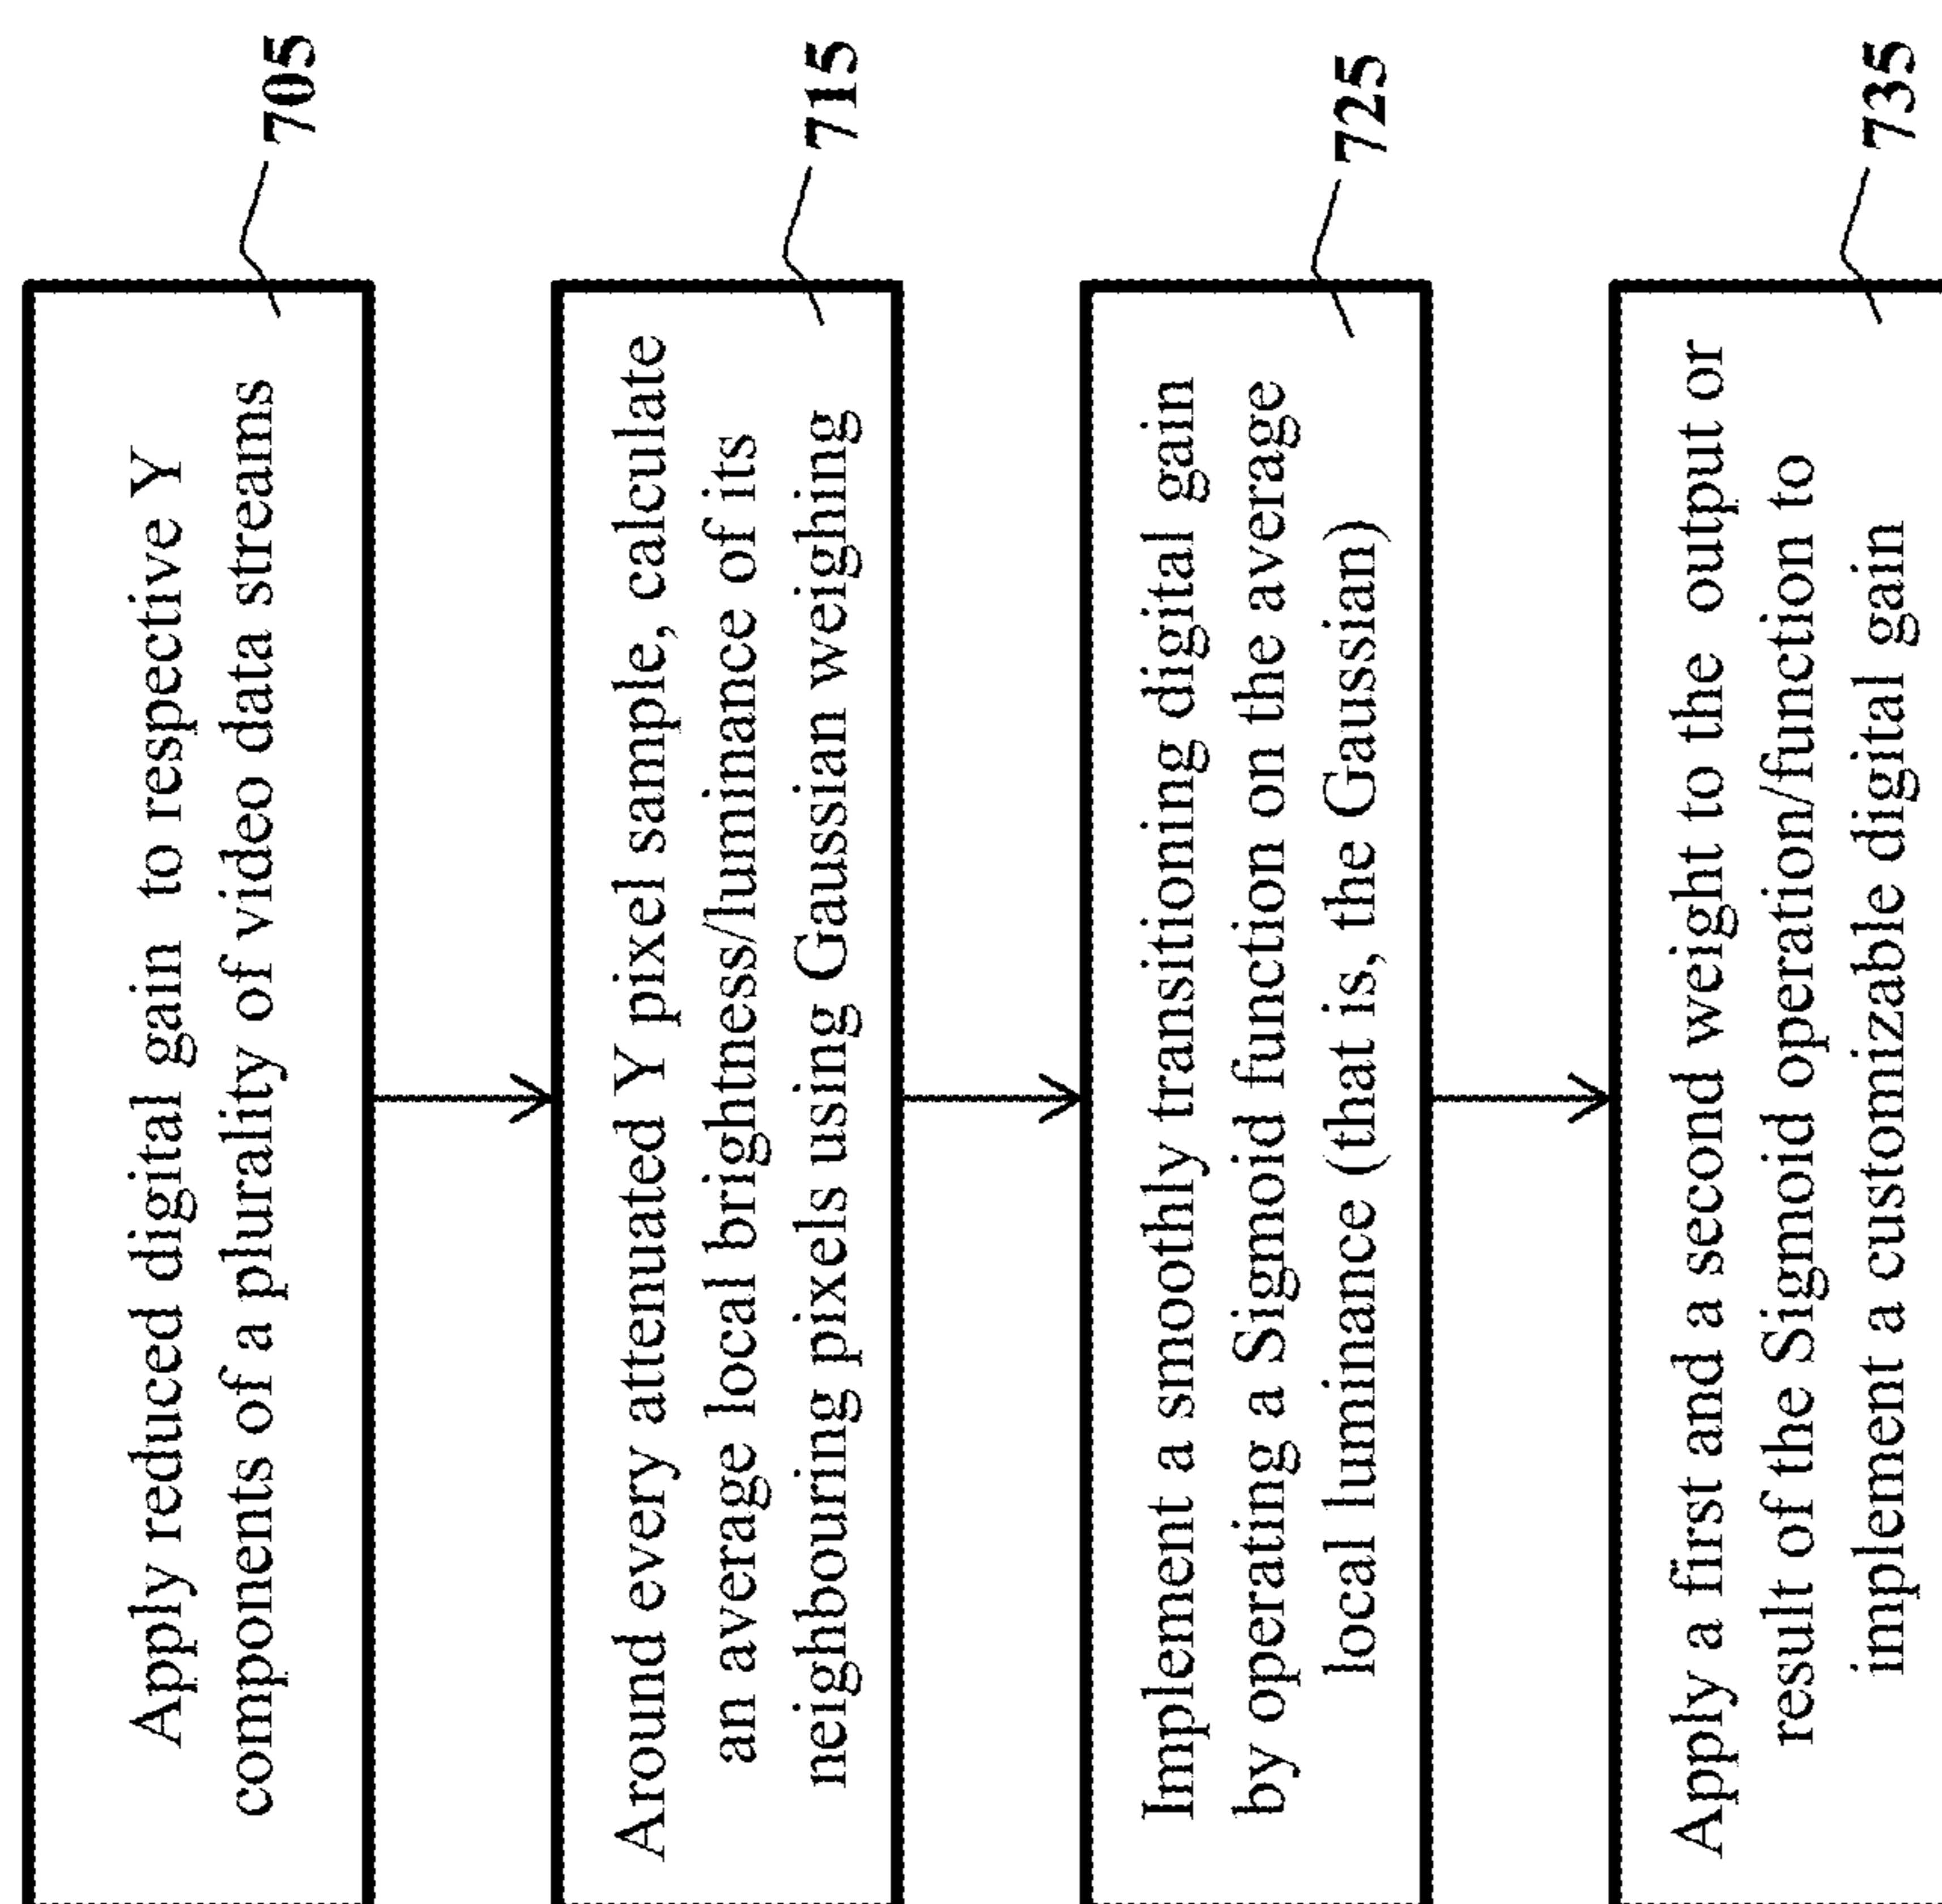 Apply reduced digital gain to respective Y
components of a plurality of video data streams
705
Around every attenuated Y pixel sample, calculate
an average local brightness/luminance of its
neighbouring pixels using Gaussian weighing
715
Implement a smoothly transitioning digital gain
by operating a Sigmoid function on the average
local luminance (that is, the Gaussian)
725
Apply a first and a second weight to the output or
result of the Sigmoid operation/function to
implement a customizable digital gain
735